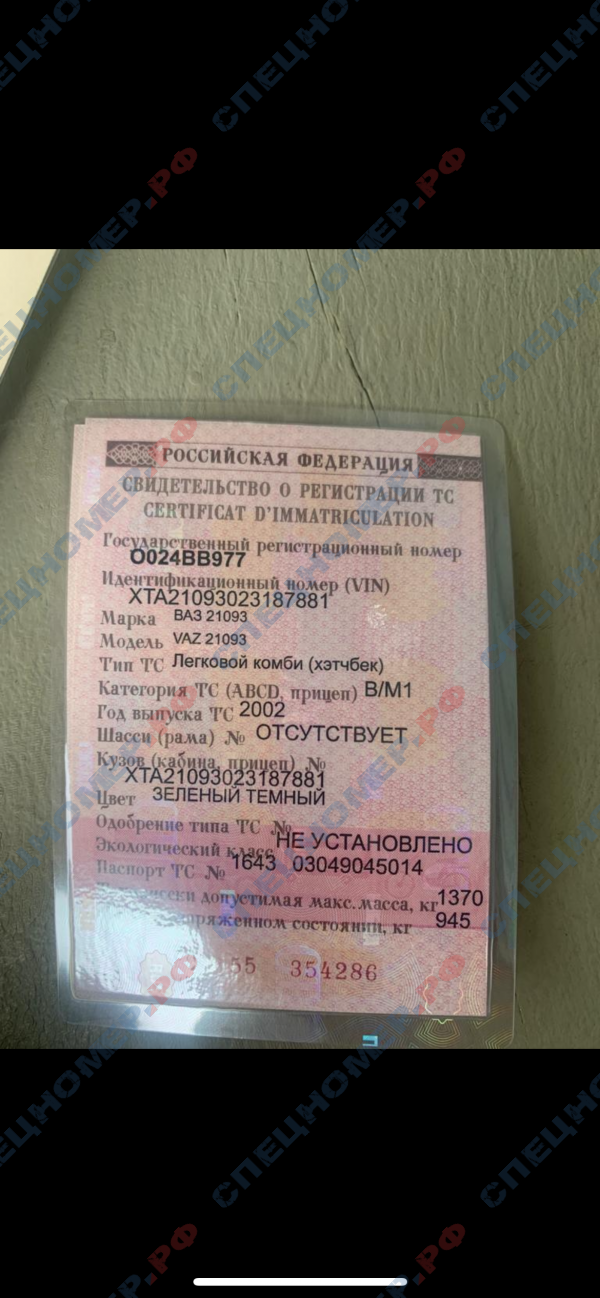 РОССИЙСКАЯ ФЕДЕРАЦИЯ
СВИДЕТЕЛЬСТВО О РЕГИСТРАЦИИ ТС
CERTIFICAT D'IMMATRICULATION
Государственный регистрационный номер
О024ВВ977
Идентификационный номер (VIN)
XTA21093023187881
Марка ВАЗ 21093
Модель VAZ 21093
Тип ТС Легковой комби (хэтчбек)
Категория ТС (ABCD, прицеп) B/M1
Год выпуска ТС 2002
Шасси (рама) № ОТСУТСТВУЕТ
Кузов (кабина, прицеп) №
XTA21093023187881
Цвет ЗЕЛЕНЫЙ ТЕМНЫЙ
Одобрение типа ТС №
Экологический класс НЕ УСТАНОВЛЕНО
Паспорт ТС № 1643 03049045014
допустимая макс.масса, кг 1370
состоянии, кг 945
55 354286
СПЕЦНОМЕР.РФ